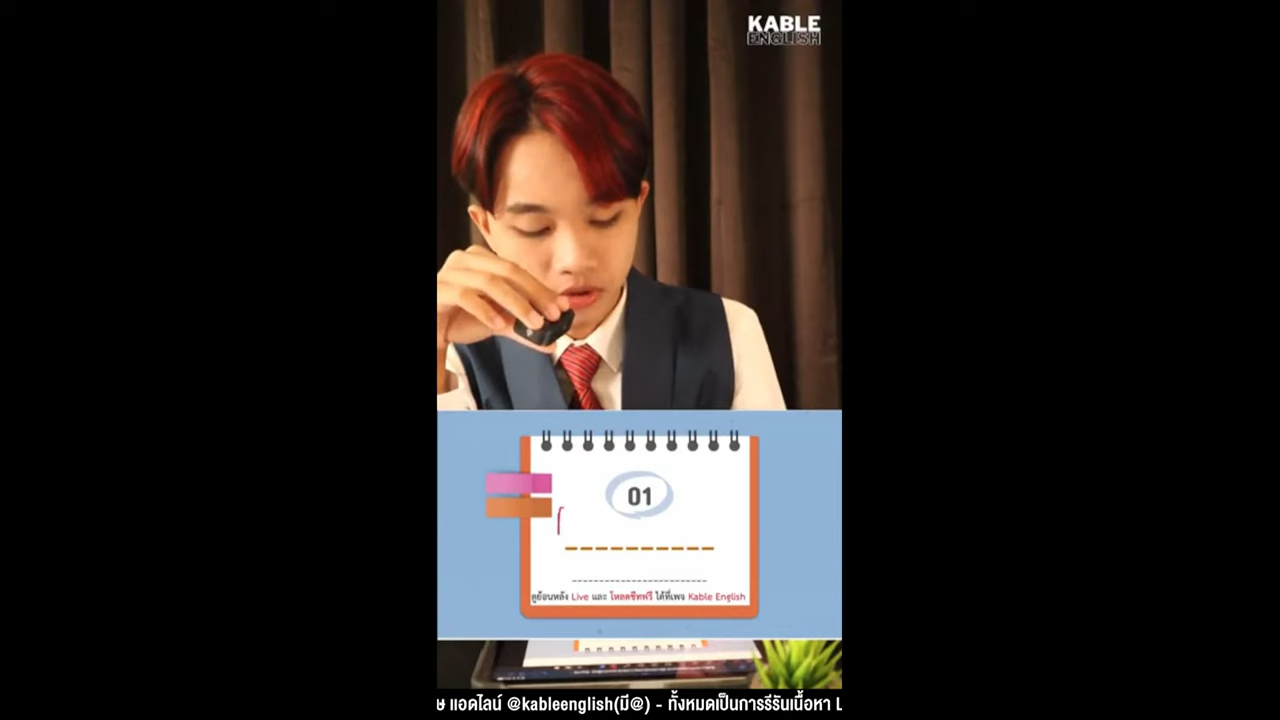 KABLE
ENGLISH
01
ดูย้อนหลัง Live และ โหลดชีทฟรี ได้ที่เพจ Kable English
ษ แอดไลน์ @kableenglish(มี@) - ทั้งหมดเป็นการรีรันเนื้อหา L